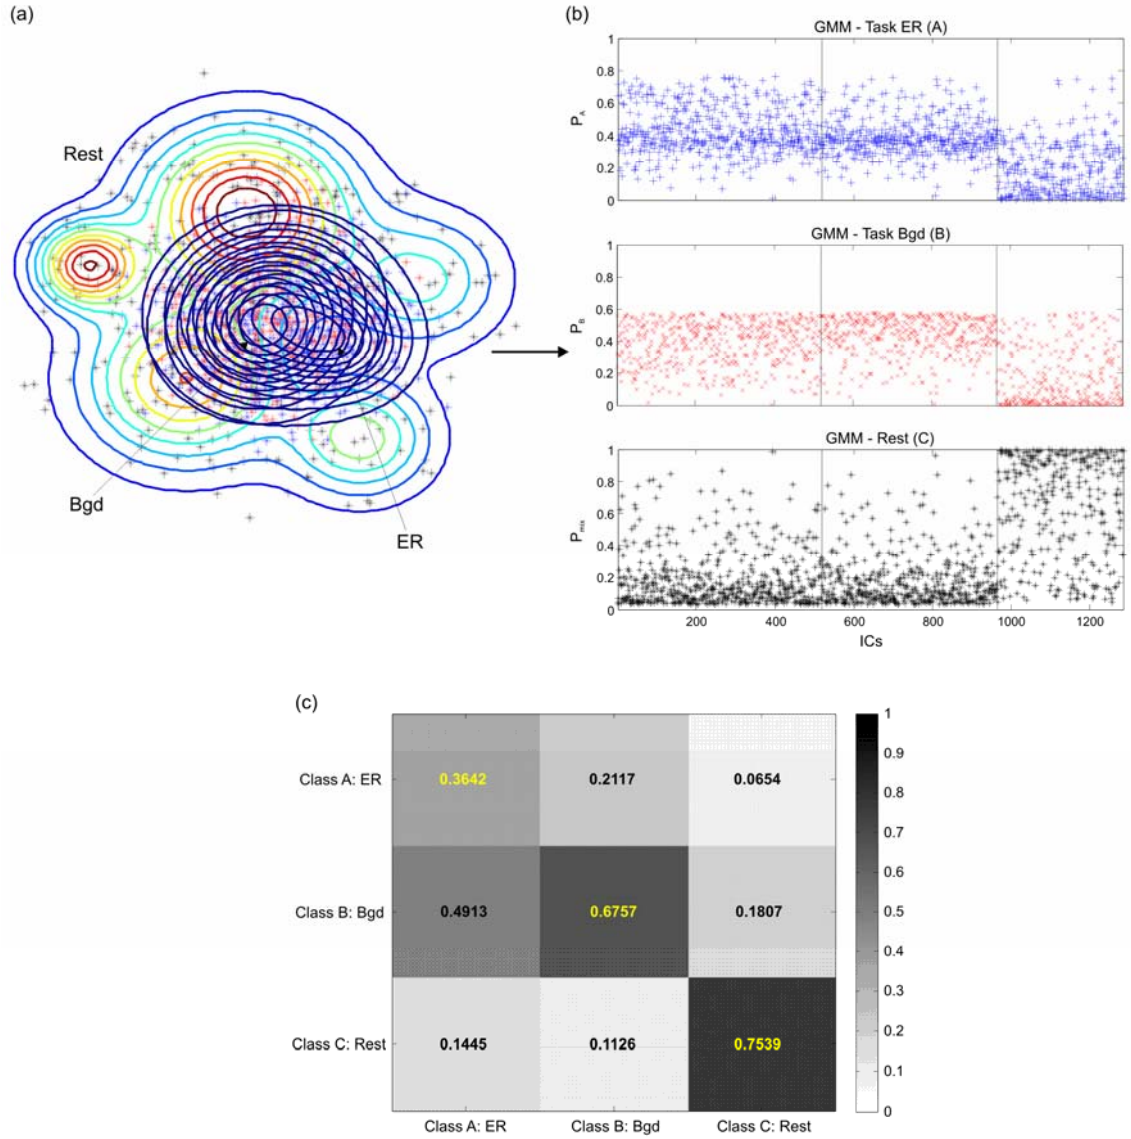 (a)
Rest
Bgd
ER
(b)
GMM - Task ER (A)
1
0.8
0.6
0.4
0.2
0
P_A
GMM - Task Bgd (B)
1
0.8
0.6
0.4
0.2
0
P_B
GMM - Rest (C)
1
0.8
0.6
0.4
0.2
0
P_mix
200 400 600 800 1000 1200
ICs
(c)
Class A: ER 0.3642 0.2117 0.0654
Class B: Bgd 0.4913 0.6757 0.1807
Class C: Rest 0.1445 0.1126 0.7539
Class A: ER Class B: Bgd Class C: Rest
1
0.9
0.8
0.7
0.6
0.5
0.4
0.3
0.2
0.1
0